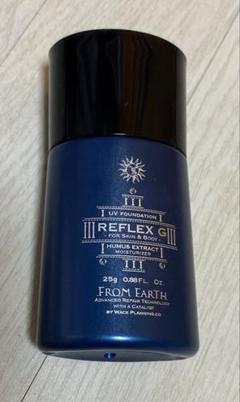 UV FOUNDATION
REFLEX G
- FOR SKIN & BODY -
HUMUS EXTRACT
MOISTURIZER
25g 0.88 FL. OZ.
FROM EARTH
ADVANCED REPAIR TECHNOLOGY
WITH A CATALYST
BY WACK PLANNING.CO